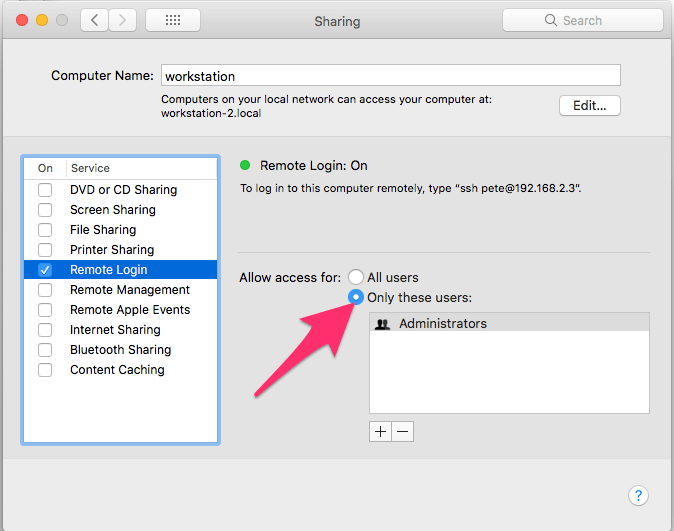 Sharing
Search
Computer Name: workstation
Computers on your local network can access your computer at:
workstation-2.local
Edit...
On Service
DVD or CD Sharing
Screen Sharing
File Sharing
Printer Sharing
Remote Login
Remote Management
Remote Apple Events
Internet Sharing
Bluetooth Sharing
Content Caching
Remote Login: On
To log in to this computer remotely, type “ssh pete@192.168.2.3”.
Allow access for: All users
Only these users:
Administrators
+ −
?